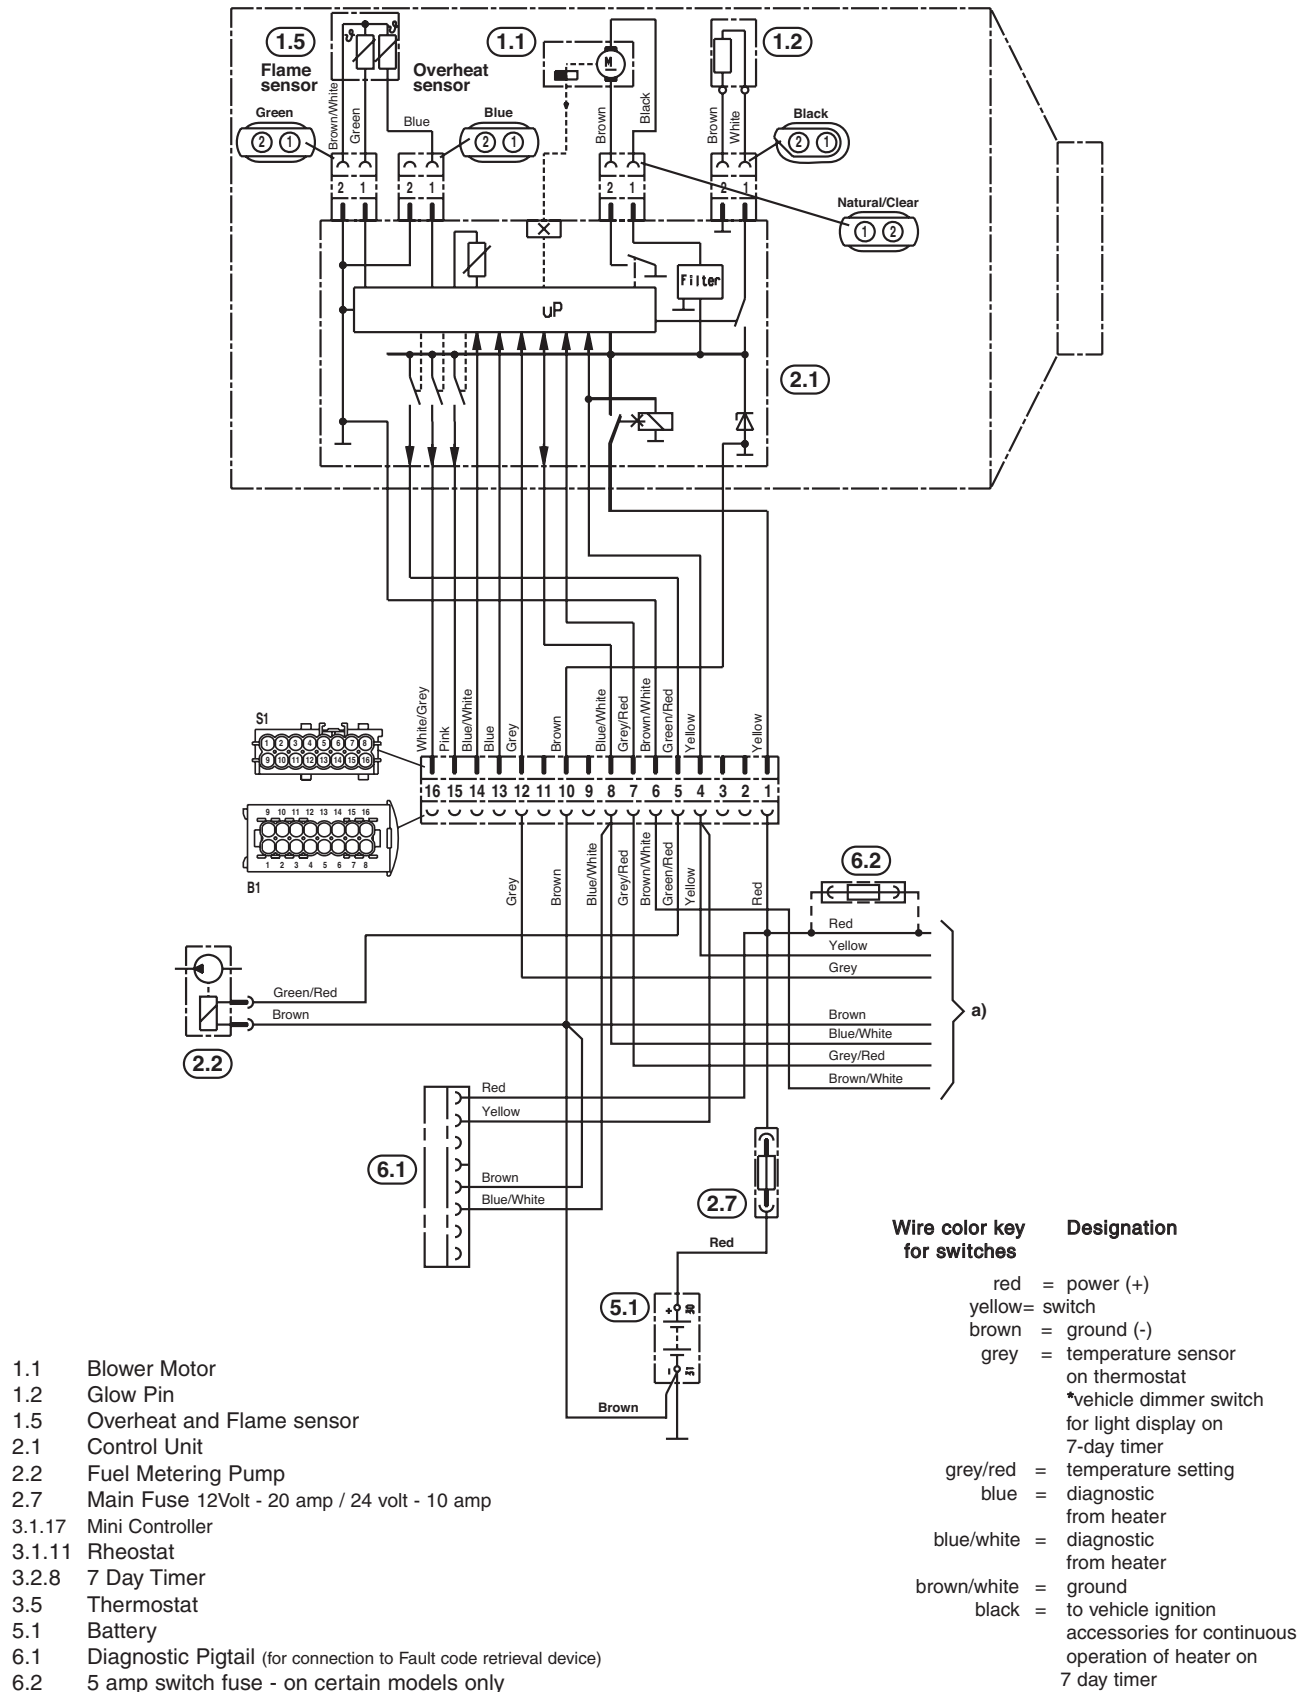 1.5
Flame
sensor
Overheat
sensor
1.1
M
1.2
Brown/White
Green
Blue
Brown
Black
Brown
White
Green
2 1
Blue
2 1
Black
2 1
Natural/Clear
1 2
2 1
2 1
2 1
2 1
Filter
uP
2.1
White/Grey
Pink
Blue/White
Blue
Grey
Brown
Blue/White
Grey/Red
Brown/White
Green/Red
Yellow
Yellow
S1
1 2 3 4 5 6 7 8
9 10 11 12 13 14 15 16
16 15 14 13 12 11 10 9 8 7 6 5 4 3 2 1
9 10 11 12 13 14 15 16
1 2 3 4 5 6 7 8
B1
Grey
Brown
Blue/White
Grey/Red
Brown/White
Green/Red
Yellow
Red
6.2
Red
Yellow
Grey
Brown
Blue/White
Grey/Red
Brown/White
a)
Green/Red
Brown
2.2
Red
Yellow
Brown
Blue/White
6.1
2.7
Red
5.1
+ 30
- 31
Brown
Wire color key Designation
for switches
red = power (+)
yellow= switch
brown = ground (-)
grey = temperature sensor
on thermostat
*vehicle dimmer switch
for light display on
7-day timer
grey/red = temperature setting
blue = diagnostic
from heater
blue/white = diagnostic
from heater
brown/white = ground
black = to vehicle ignition
accessories for continuous
operation of heater on
7 day timer
1.1 Blower Motor
1.2 Glow Pin
1.5 Overheat and Flame sensor
2.1 Control Unit
2.2 Fuel Metering Pump
2.7 Main Fuse 12Volt - 20 amp / 24 volt - 10 amp
3.1.17 Mini Controller
3.1.11 Rheostat
3.2.8 7 Day Timer
3.5 Thermostat
5.1 Battery
6.1 Diagnostic Pigtail (for connection to Fault code retrieval device)
6.2 5 amp switch fuse - on certain models only